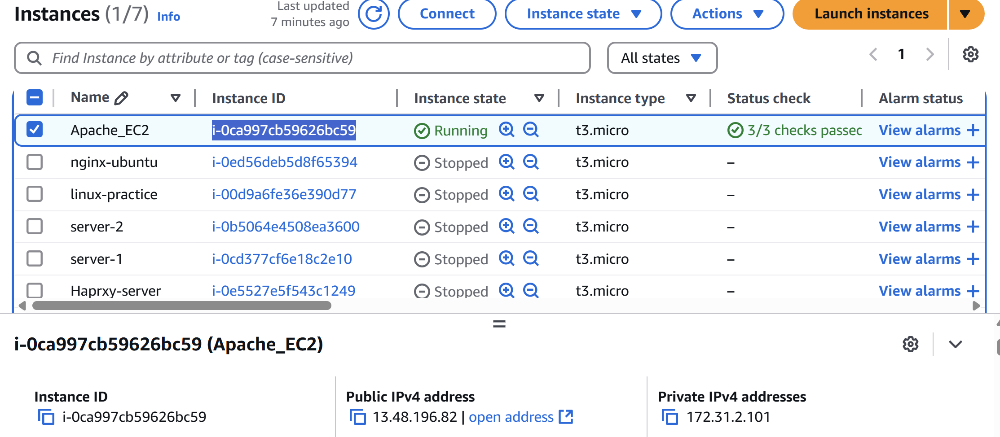 Instances (1/7) Info
Last updated
7 minutes ago
Connect
Instance state
Actions
Launch instances
Find Instance by attribute or tag (case-sensitive)
All states
1
Name Instance ID Instance state Instance type Status check Alarm status
Apache_EC2 i-0ca997cb59626bc59 Running t3.micro 3/3 checks passed View alarms +
nginx-ubuntu i-0ed56deb5d8f65394 Stopped t3.micro – View alarms +
linux-practice i-00d9a6fe36e390d77 Stopped t3.micro – View alarms +
server-2 i-0b5064e4508ea3600 Stopped t3.micro – View alarms +
server-1 i-0cd377cf6e18c2e10 Stopped t3.micro – View alarms +
Haprxy-server i-0e5527e5f543c1249 Stopped t3.micro – View alarms +
i-0ca997cb59626bc59 (Apache_EC2)
Instance ID
i-0ca997cb59626bc59
Public IPv4 address
13.48.196.82 | open address
Private IPv4 addresses
172.31.2.101